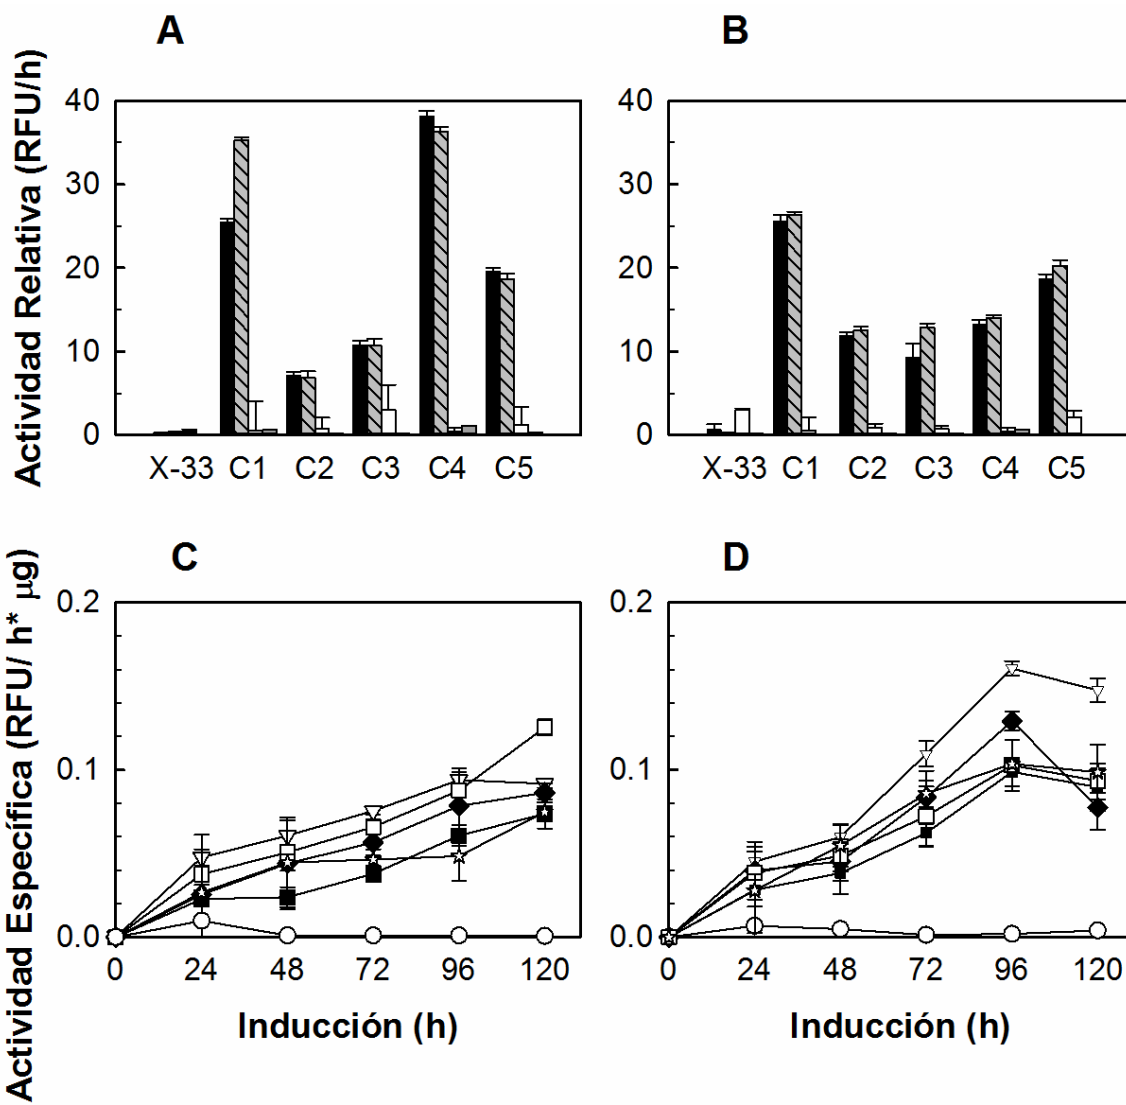 A
B
Actividad Relativa (RFU/h)
40
30
20
10
0
X-33 C1 C2 C3 C4 C5
40
30
20
10
0
X-33 C1 C2 C3 C4 C5
C
D
Actividad Específica (RFU/ h* μg)
0.2
0.1
0.0
0 24 48 72 96 120
Inducción (h)
0.2
0.1
0.0
0 24 48 72 96 120
Inducción (h)